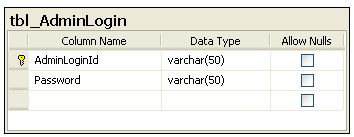 tbl_AdminLogin
Column Name Data Type Allow Nulls
AdminLoginId varchar(50)
Password varchar(50)